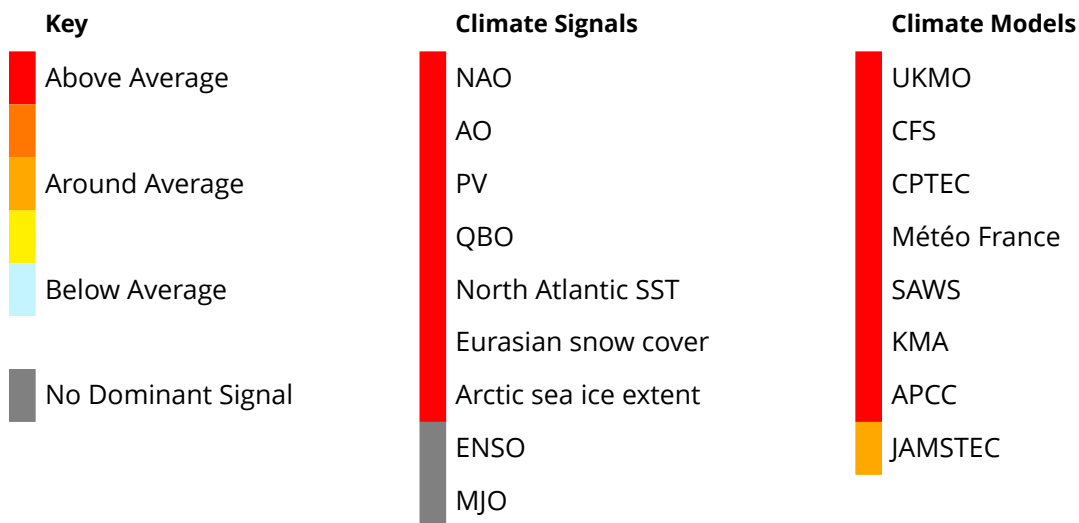 Key
Above Average
Around Average
Below Average
No Dominant Signal
Climate Signals
NAO
AO
PV
QBO
North Atlantic SST
Eurasian snow cover
Arctic sea ice extent
ENSO
MJO
Climate Models
UKMO
CFS
CPTEC
Météo France
SAWS
KMA
APCC
JAMSTEC